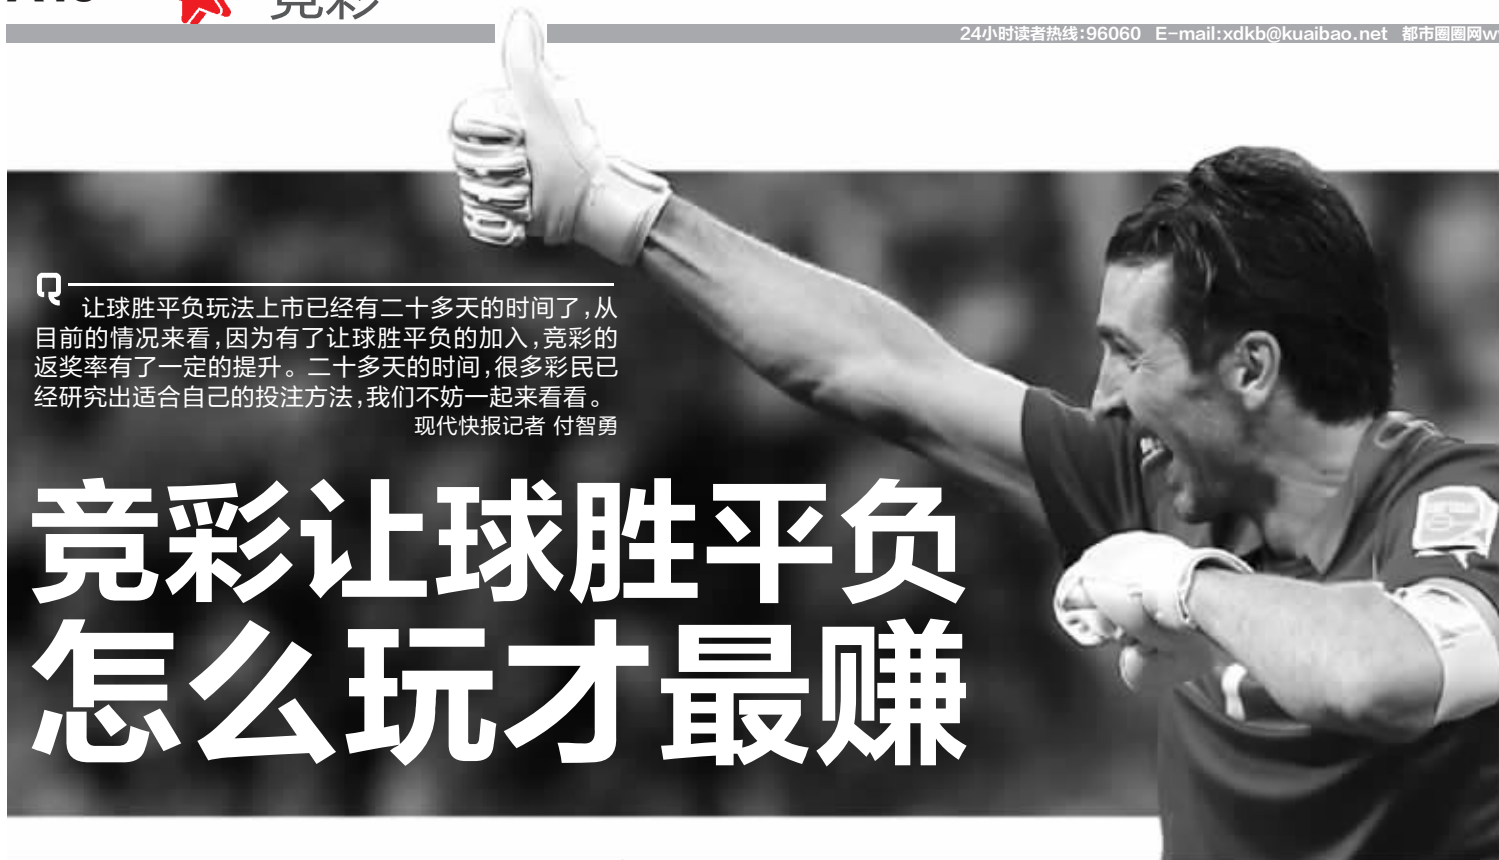 竞彩
24小时读者热线:96060 E-mail:xdkb@kuaibao.net 都市圈圈网
让球胜平负玩法上市已经有二十多天的时间了,从
目前的情况来看,因为有了让球胜平负的加入,竞彩的
返奖率有了一定的提升。二十多天的时间,很多彩民已
经研究出适合自己的投注方法,我们不妨一起来看看。
现代快报记者 付智勇
竞彩让球胜平负
怎么玩才最赚